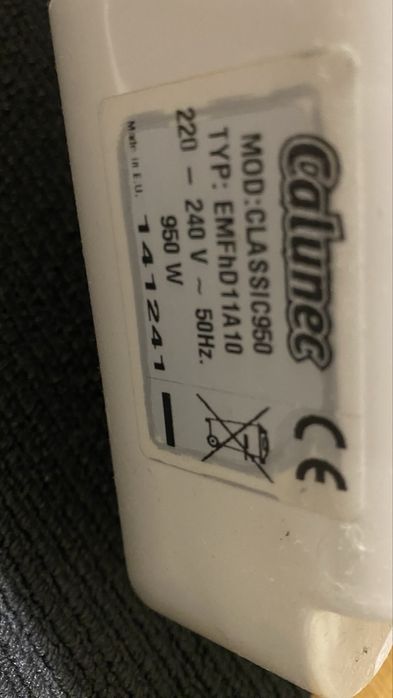 Calunec
CE
MOD:CLASSIC950
TYP: EMFhD11A10
220 – 240 V ~ 50Hz.
950 W
Made in E.U.
141241